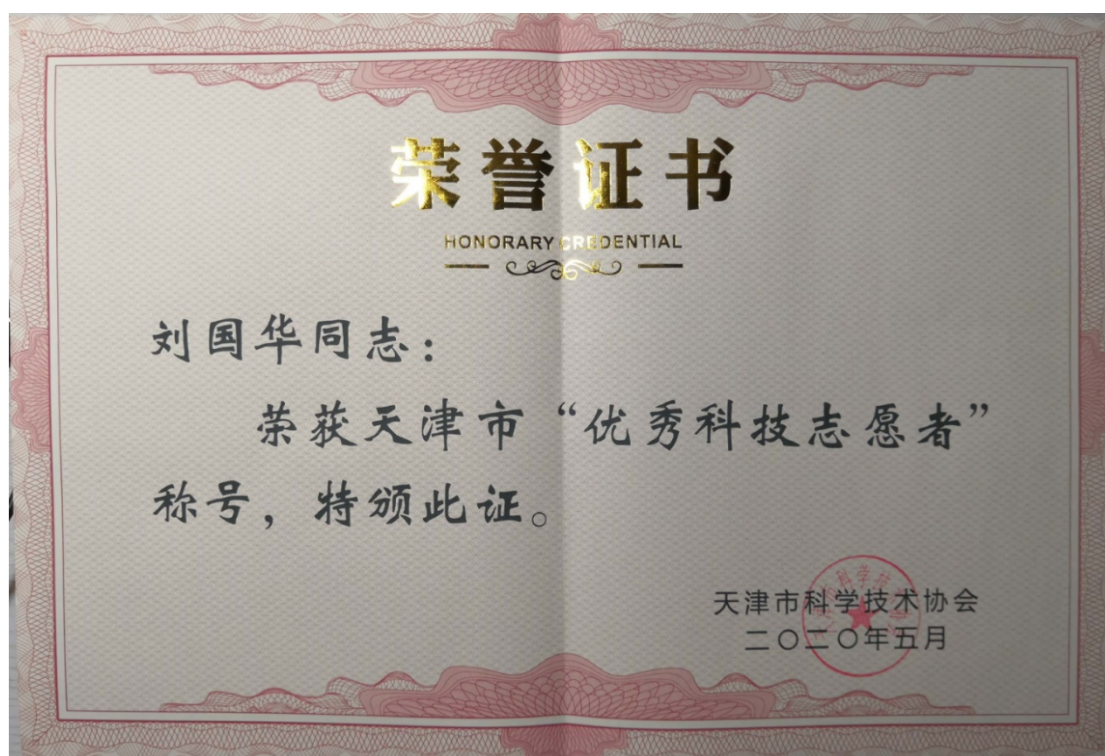 荣誉证书
HONORARY CREDENTIAL
刘国华同志：
荣获天津市“优秀科技志愿者”
称号，特颁此证。
天津市科学技术协会
二〇二〇年五月